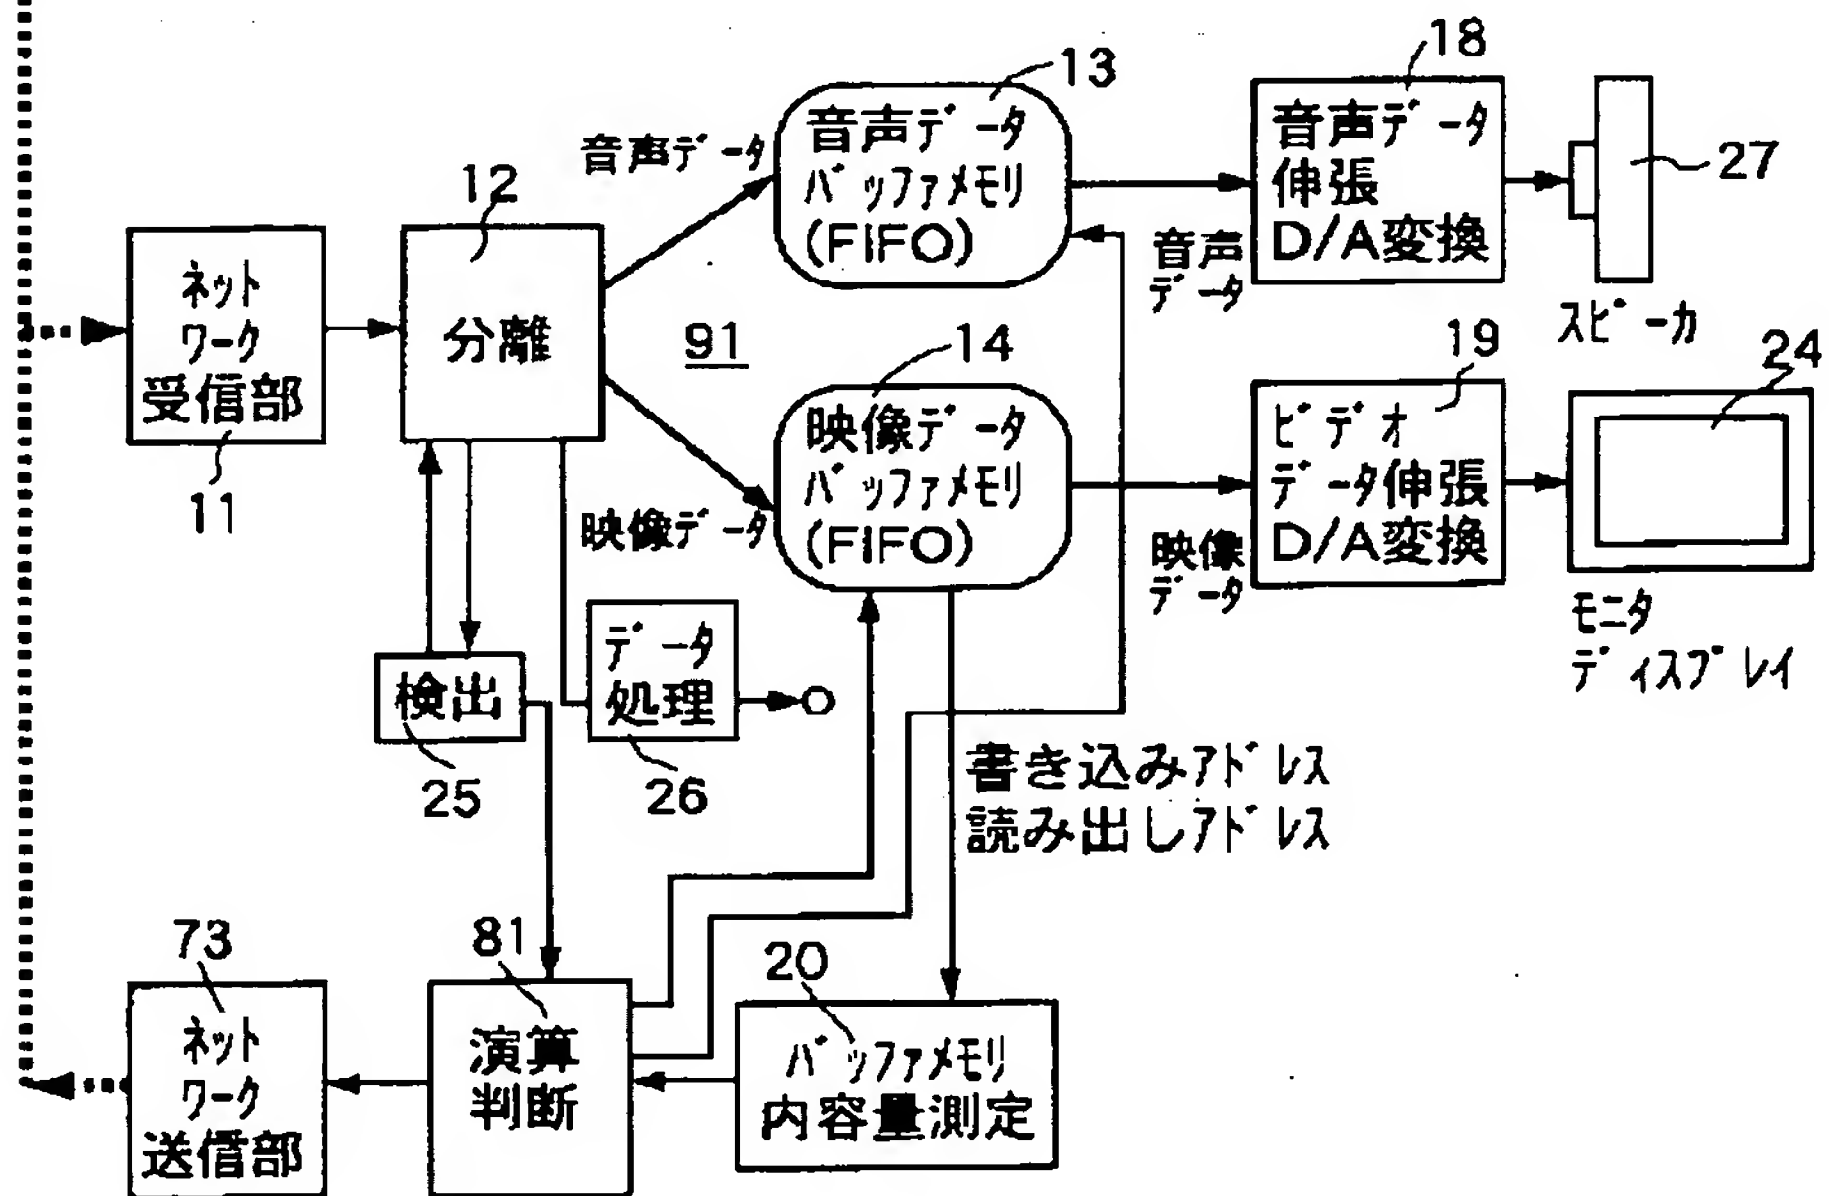 18
13
音声データ
バッファメモリ
(FIFO)
音声データ
音声データ
伸張
D/A変換
27
12
ネット
ワーク
受信部
分離
音声
データ
スピーカ
91
14
19
24
11
映像データ
バッファメモリ
(FIFO)
ビデオ
データ伸張
D/A変換
映像データ
映像
データ
モニタ
ディスプレイ
検出
データ
処理
25
26
書き込みアドレス
読み出しアドレス
73
81
20
ネット
ワーク
送信部
演算
判断
バッファメモリ
内容量測定